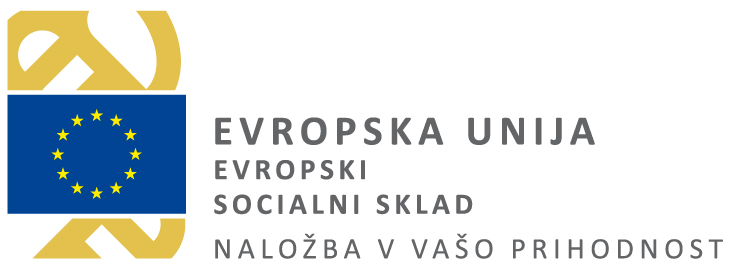 EVROPSKA UNIJA
EVROPSKI
SOCIALNI SKLAD
NALOŽBA V VAŠO PRIHODNOST